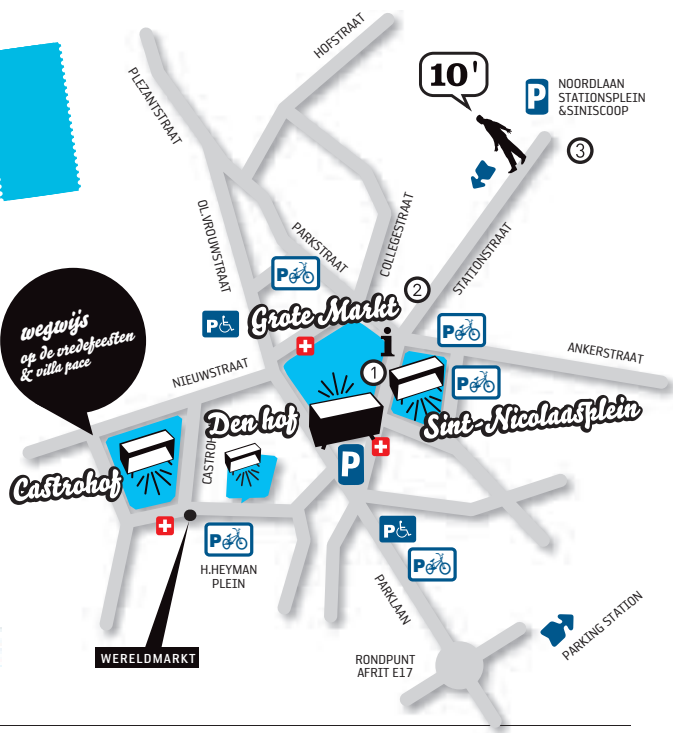 HOFSTRAAT
PLEZANTSTRAAT
10'
P
NOORDLAAN
STATIONSPLEIN
&SINISCOOP
3
OL.VROUWSTRAAT
PARKSTRAAT
COLLEGESTRAAT
STATIONSTRAAT
P
2
P
Grote Markt
i
P
wegwijs
op de vredefeesten
& villa pace
NIEUWSTRAAT
1
ANKERSTRAAT
P
Den hof
Sint-Nicolaasplein
CASTROH
P
Castrohof
P
P
H.HEYMAN
PLEIN
P
PARKLAAN
PARKING STATION
WERELDMARKT
RONDPUNT
AFRIT E17